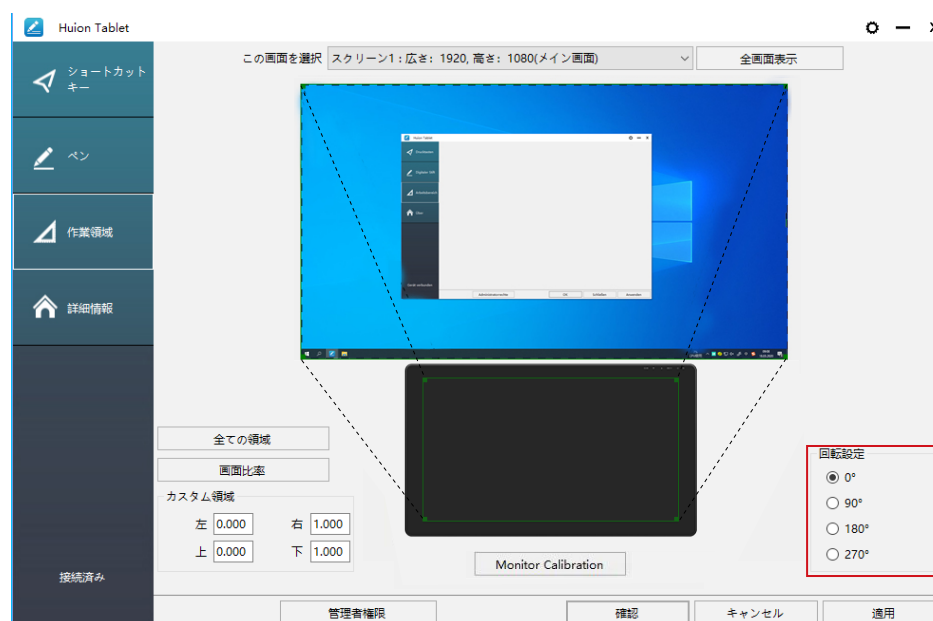 Huion Tablet
この画面を選択 スクリーン1:広さ: 1920, 高さ: 1080(メイン画面) 全画面表示
ショートカット
キー
ペン
作業領域
詳細情報
接続済み
Huion Tablet
全ての領域
画面比率
カスタム領域
左 0.000 右 1.000
上 0.000 下 1.000
Monitor Calibration
回転設定
0°
90°
180°
270°
管理者権限 確認 キャンセル 適用